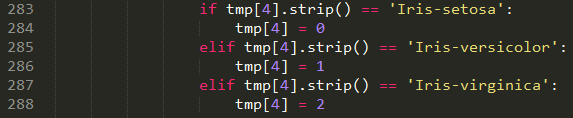 283 if tmp[4].strip() == 'Iris-setosa':
284 tmp[4] = 0
285 elif tmp[4].strip() == 'Iris-versicolor':
286 tmp[4] = 1
287 elif tmp[4].strip() == 'Iris-virginica':
288 tmp[4] = 2